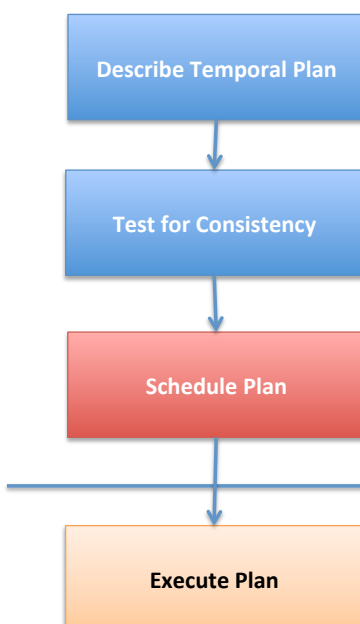 Describe Temporal Plan
Test for Consistency
Schedule Plan
Execute Plan